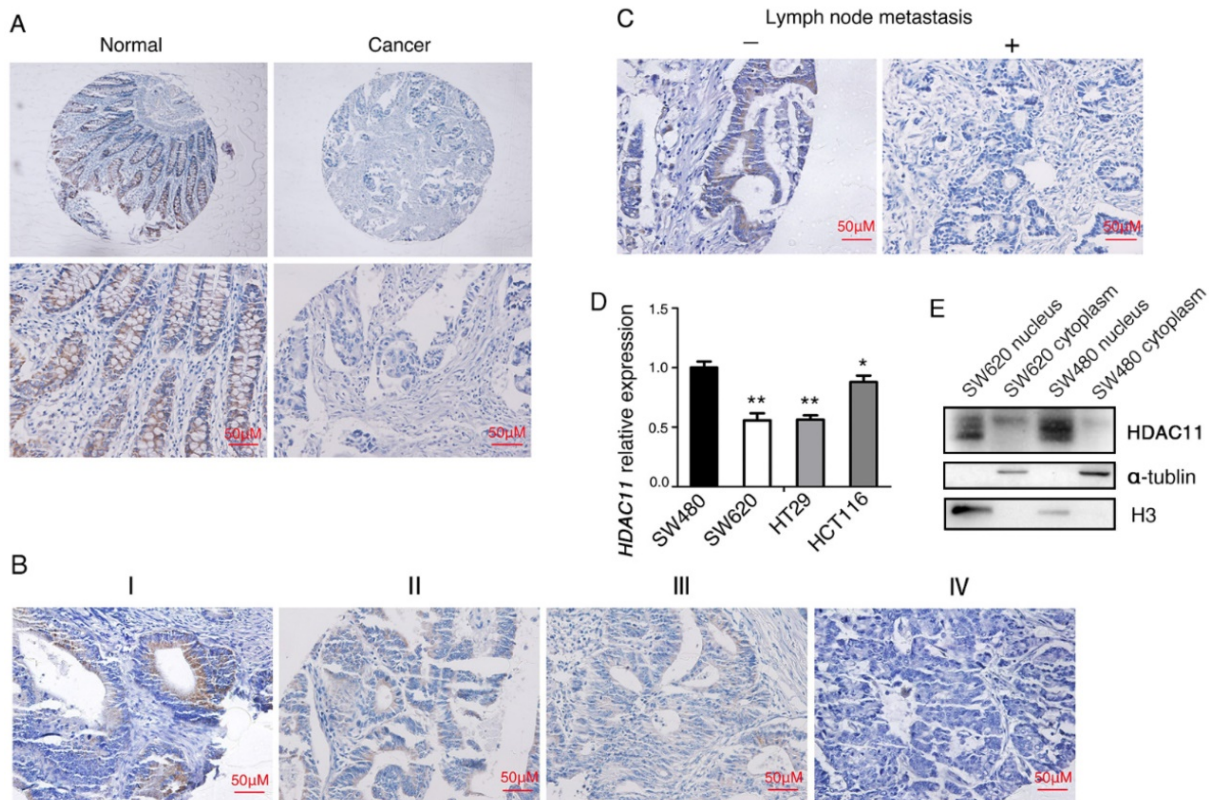 A
Normal
Cancer
50µM
50µM
B
I
II
III
IV
50µM
50µM
50µM
50µM
C
Lymph node metastasis
−
+
50µM
50µM
D
HDAC11 relative expression
1.5
1.0
0.5
0.0
**
**
*
SW480
SW620
HT29
HCT116
E
SW620 nucleus
SW620 cytoplasm
SW480 nucleus
SW480 cytoplasm
HDAC11
α-tublin
H3